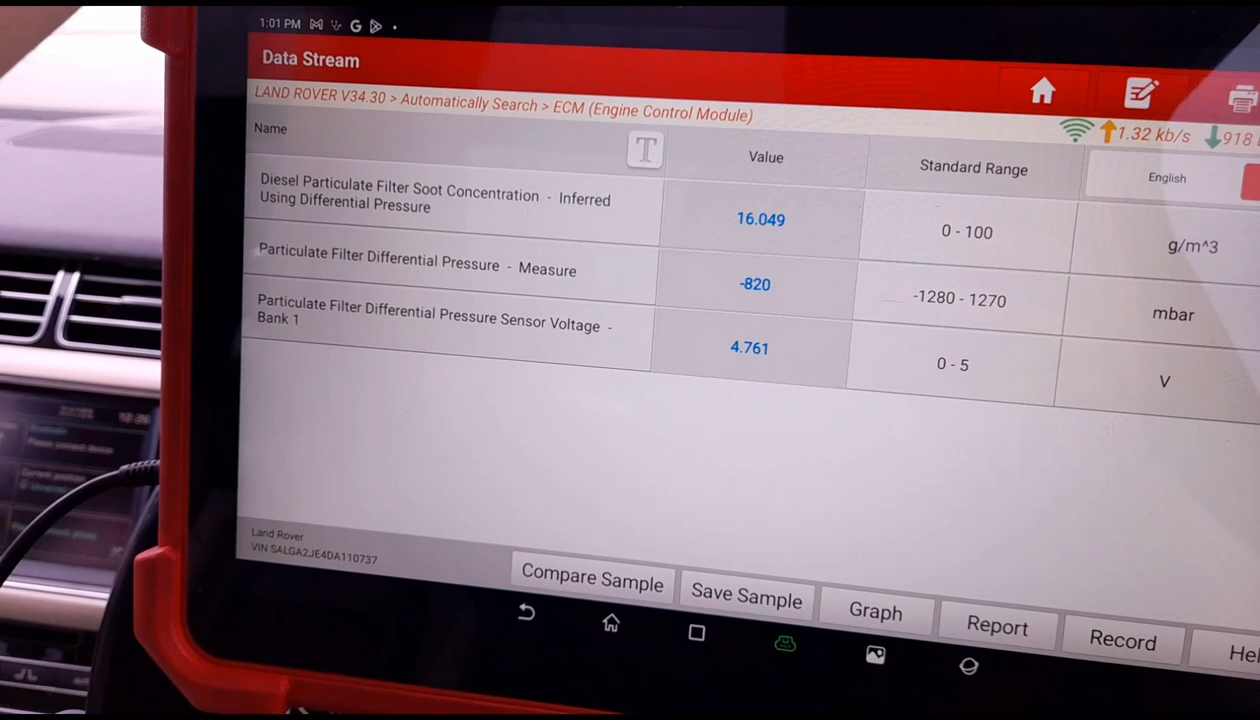 1:01 PM
Data Stream
LAND ROVER V34.30 > Automatically Search > ECM (Engine Control Module)
1.32 kb/s
918
Name
T
Value
Standard Range
English
Diesel Particulate Filter Soot Concentration - Inferred
Using Differential Pressure
16.049
0 - 100
g/m^3
Particulate Filter Differential Pressure - Measure
-820
-1280 - 1270
mbar
Particulate Filter Differential Pressure Sensor Voltage -
Bank 1
4.761
0 - 5
V
Land Rover
VIN SALGA2JE4DA110737
Compare Sample
Save Sample
Graph
Report
Record
Hel